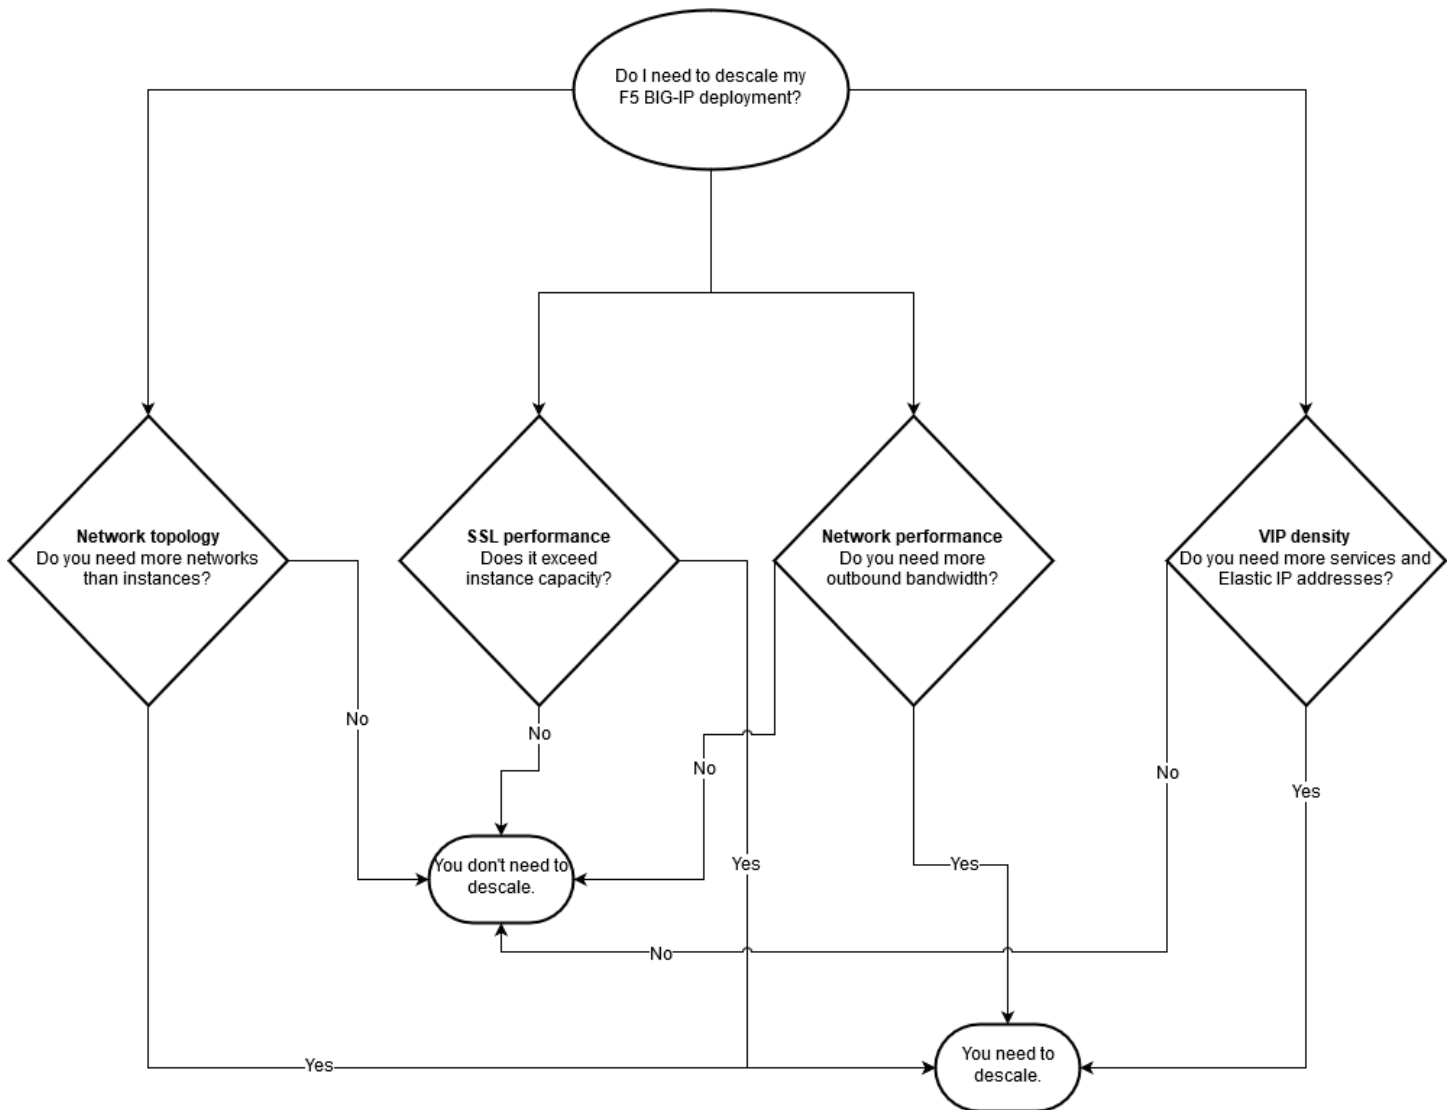 Do I need to descale my
F5 BIG-IP deployment?
Network topology
Do you need more networks
than instances?
SSL performance
Does it exceed
instance capacity?
Network performance
Do you need more
outbound bandwidth?
VIP density
Do you need more services and
Elastic IP addresses?
No
No
No
No
Yes
You don't need to
descale.
Yes
Yes
No
You need to
descale.
Yes